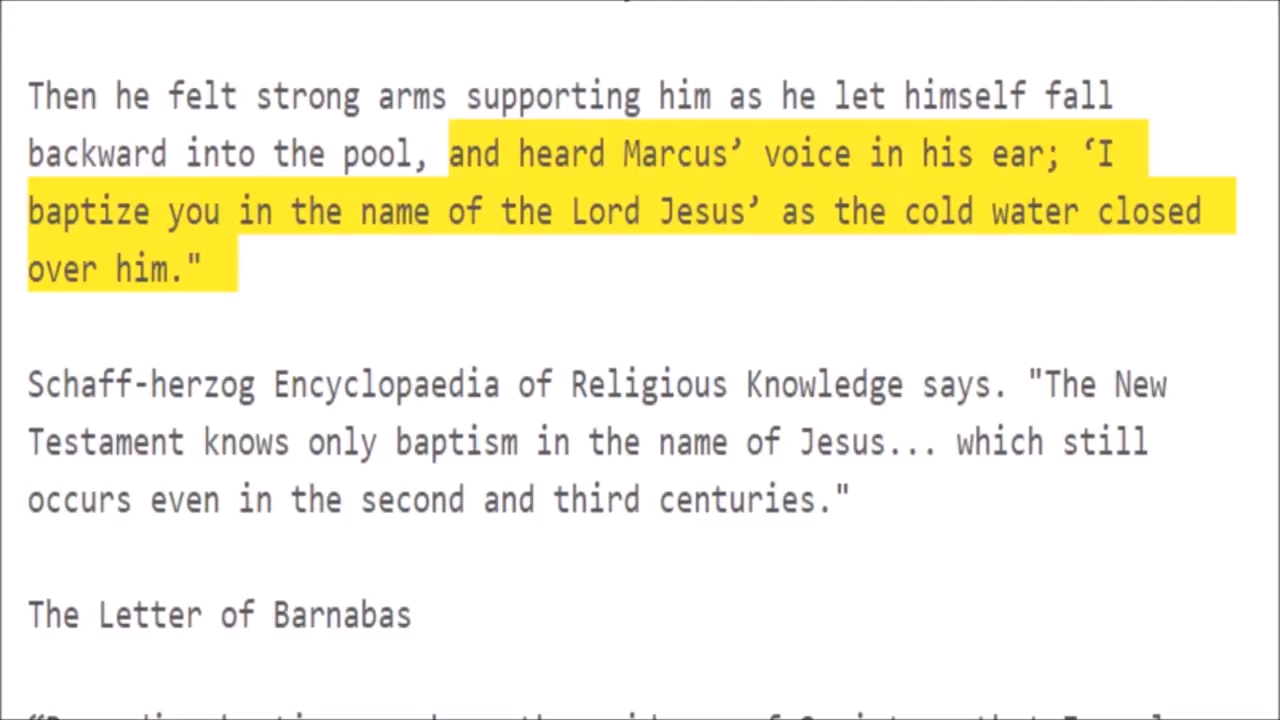 Then he felt strong arms supporting him as he let himself fall
backward into the pool, and heard Marcus’ voice in his ear; ‘I
baptize you in the name of the Lord Jesus’ as the cold water closed
over him."
Schaff-herzog Encyclopaedia of Religious Knowledge says. "The New
Testament knows only baptism in the name of Jesus... which still
occurs even in the second and third centuries."
The Letter of Barnabas